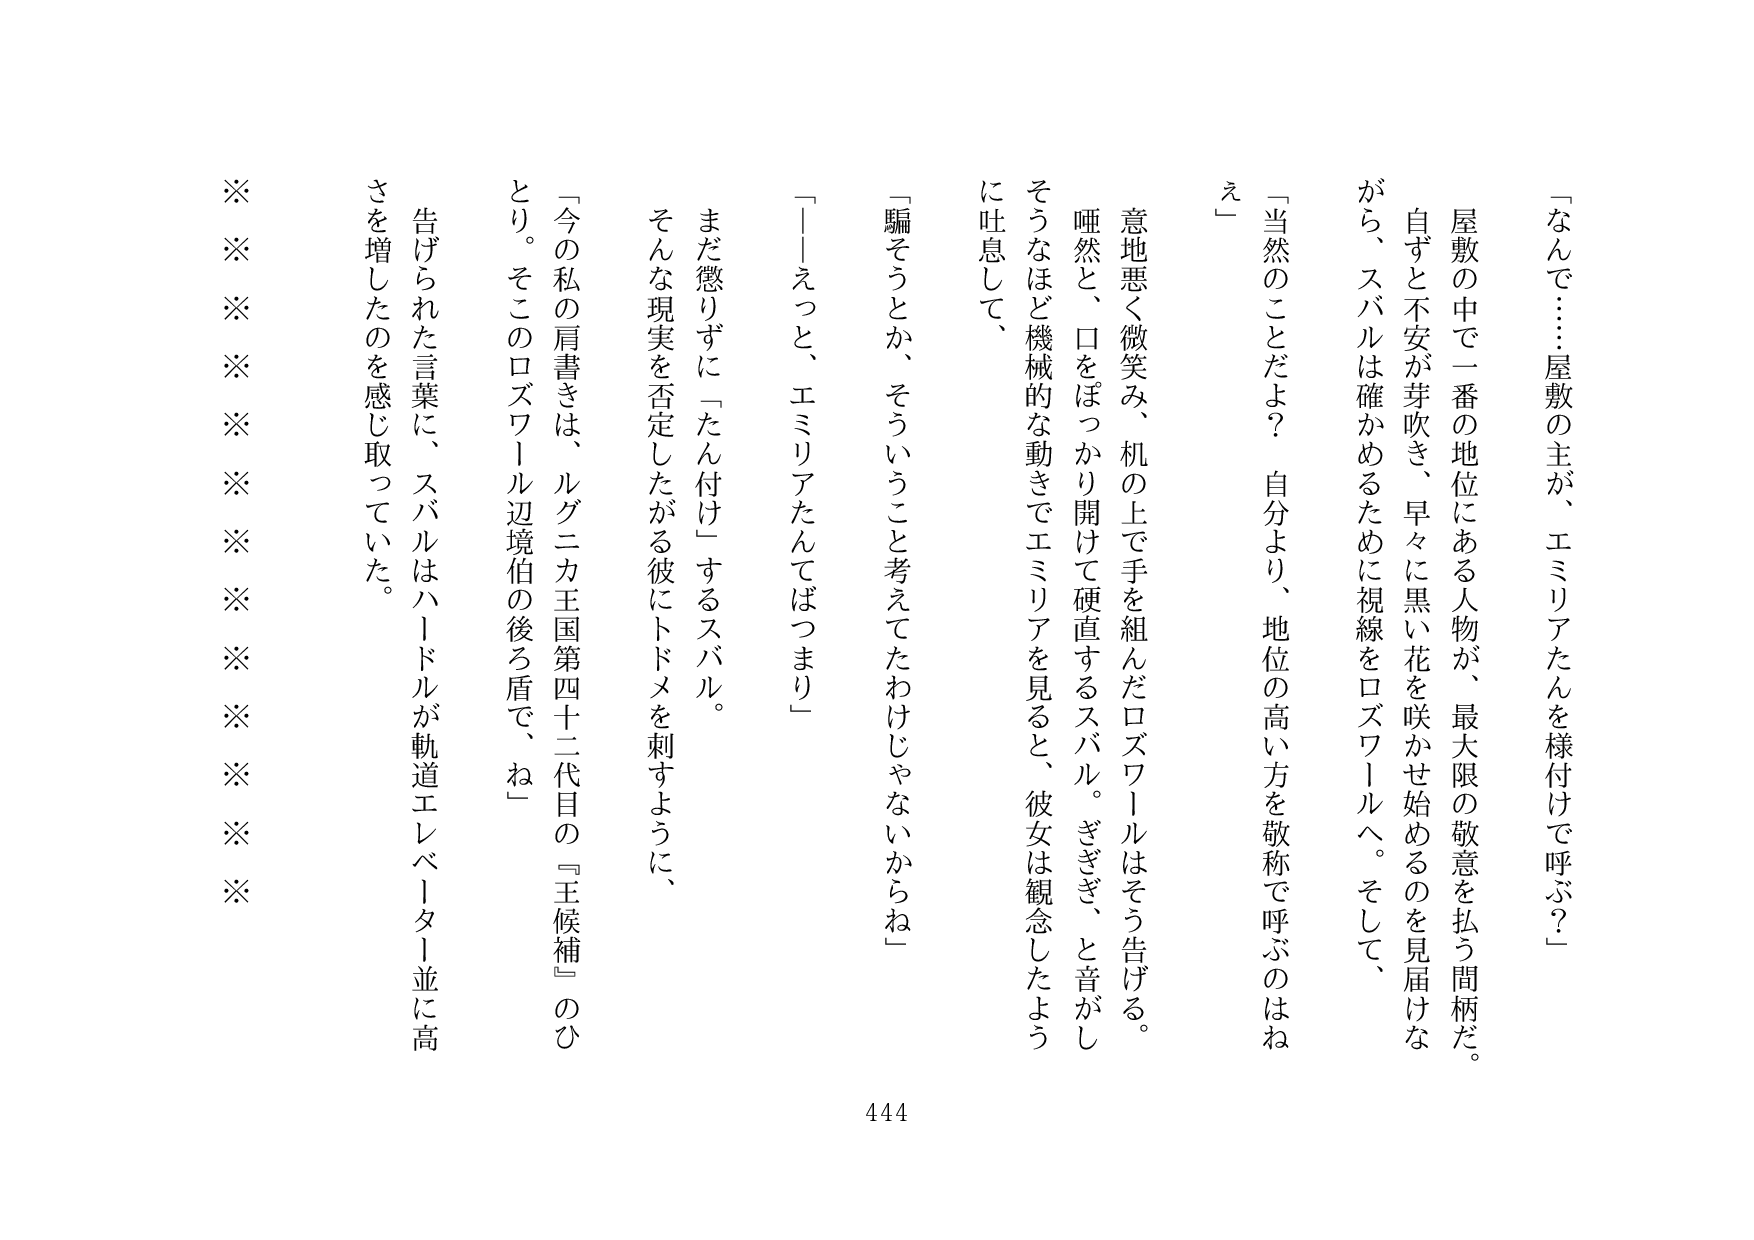 「なんで……屋敷の主が、エミリアたんを様付けで呼ぶ？」
屋敷の中で一番の地位にある人物が、最大限の敬意を払う間柄だ。
自ずと不安が芽吹き、早々に黒い花を咲かせ始めるのを見届けな
がら、スバルは確かめるために視線をロズワールへ。そして、
「当然のことだよ？　自分より、地位の高い方を敬称で呼ぶのはね
え」
意地悪く微笑み、机の上で手を組んだロズワールはそう告げる。
唖然と、口をぽっかり開けて硬直するスバル。ぎぎぎ、と音がし
そうなほど機械的な動きでエミリアを見ると、彼女は観念したよう
に吐息して、
「騙そうとか、そういうこと考えてたわけじゃないからね」
「――えっと、エミリアたんてばつまり」
まだ懲りずに「たん付け」するスバル。
そんな現実を否定したがる彼にトドメを刺すように、
「今の私の肩書きは、ルグニカ王国第四十二代目の『王候補』のひ
とり。そこのロズワール辺境伯の後ろ盾で、ね」
告げられた言葉に、スバルはハードルが軌道エレベーター並に高
さを増したのを感じ取っていた。
※　※　※　※　※　※　※　※　※　※　※　※　※
444